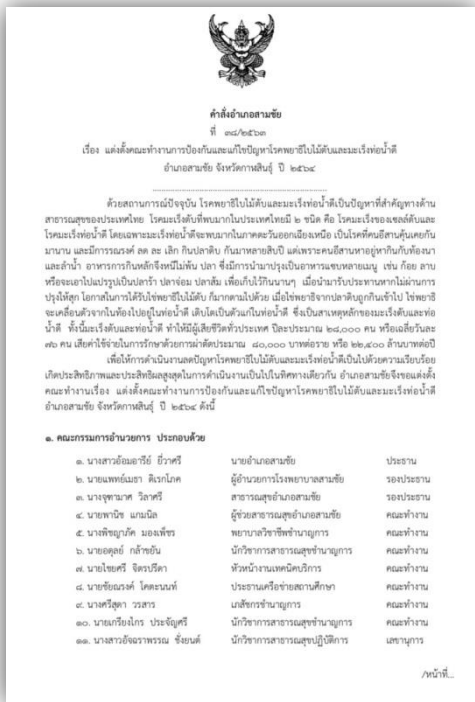 คำสั่งอำเภอสามชัย
ที่ ๓๘/๒๕๖๓
เรื่อง แต่งตั้งคณะทำงานการป้องกันและแก้ไขปัญหาโรคพยาธิใบไม้ตับและมะเร็งท่อน้ำดี
อำเภอสามชัย จังหวัดกาฬสินธุ์ ปี ๒๕๖๔
ด้วยสถานการณ์ปัจจุบัน โรคพยาธิใบไม้ตับและมะเร็งท่อน้ำดีเป็นปัญหาที่สำคัญทางด้าน
สาธารณสุขของประเทศไทย โรคมะเร็งตับที่พบมากในประเทศไทยมี ๒ ชนิด คือ โรคมะเร็งของเซลล์ตับและ
โรคมะเร็งท่อน้ำดี โดยเฉพาะมะเร็งท่อน้ำดีจะพบมากในภาคตะวันออกเฉียงเหนือ เป็นโรคที่คนอีสานคุ้นเคยกัน
มานาน และมีการรณรงค์ ลด ละ เลิก กินปลาดิบ กันมาหลายสิบปี แต่เพราะคนอีสานหาอยู่หากินกับท้องนา
และลำน้ำ อาหารการกินหลักจึงหนีไม่พ้น ปลา ซึ่งมีการนำมาปรุงเป็นอาหารแซบหลายเมนู เช่น ก้อย ลาบ
หรือจะเอาไปแปรรูปเป็นปลาร้า ปลาจ่อม ปลาส้ม เพื่อเก็บไว้กินนานๆ เมื่อนำมารับประทานหากไม่ผ่านการ
ปรุงให้สุก โอกาสในการได้รับไข่พยาธิใบไม้ตับ ก็มากตามไปด้วย เมื่อไข่พยาธิจากปลาดิบถูกกินเข้าไป ไข่พยาธิ
จะเคลื่อนตัวจากในท้องไปอยู่ในท่อน้ำดี เติบโตเป็นตัวแก่ในท่อน้ำดี ซึ่งเป็นสาเหตุหลักของมะเร็งตับและท่อ
น้ำดี ทั้งนี้มะเร็งตับและท่อน้ำดี ทำให้มีผู้เสียชีวิตทั่วประเทศ ปีละประมาณ ๒๘,๐๐๐ คน หรือเฉลี่ยวันละ
๗๖ คน เสียค่าใช้จ่ายในการรักษาด้วยการผ่าตัดประมาณ ๘๐,๐๐๐ บาทต่อราย หรือ ๒๒,๔๐๐ ล้านบาทต่อปี
เพื่อให้การดำเนินงานลดปัญหาโรคพยาธิใบไม้ตับและมะเร็งท่อน้ำดีเป็นไปด้วยความเรียบร้อย
เกิดประสิทธิภาพและประสิทธิผลสูงสุดในการดำเนินงานเป็นไปในทิศทางเดียวกัน อำเภอสามชัยจึงขอแต่งตั้ง
คณะทำงานเรื่อง แต่งตั้งคณะทำงานการป้องกันและแก้ไขปัญหาโรคพยาธิใบไม้ตับและมะเร็งท่อน้ำดี
อำเภอสามชัย จังหวัดกาฬสินธุ์ ปี ๒๕๖๔ ดังนี้
๑. คณะกรรมการอำนวยการ ประกอบด้วย
๑. นางสาวอ้อมอารีย์ ยี่วาศรี นายอำเภอสามชัย ประธาน
๒. นายแพทย์เมธา ดิเรกโภค ผู้อำนวยการโรงพยาบาลสามชัย รองประธาน
๓. นางจุฑามาศ วิลาศรี สาธารณสุขอำเภอสามชัย รองประธาน
๔. นายพานิช แกมนิล ผู้ช่วยสาธารณสุขอำเภอสามชัย คณะทำงาน
๕. นางพิชญาภัค มองเพ็ชร พยาบาลวิชาชีพชำนาญการ คณะทำงาน
๖. นายอดุลย์ กล้าขยัน นักวิชาการสาธารณสุขชำนาญการ คณะทำงาน
๗. นายไชยศรี จิตรปรีดา หัวหน้างานเทคนิคบริการ คณะทำงาน
๘. นายชัยณรงค์ โคตะนนท์ ประธานเครือข่ายสถานศึกษา คณะทำงาน
๙. นางศรีสุดา วรสาร เภสัชกรชำนาญการ คณะทำงาน
๑๐. นายเกรียงไกร ประจัญศรี นักวิชาการสาธารณสุขชำนาญการ คณะทำงาน
๑๑. นางสาวอัจฉราพรรณ ชั่งยนต์ นักวิชาการสาธารณสุขปฏิบัติการ เลขานุการ
/หน้าที่...